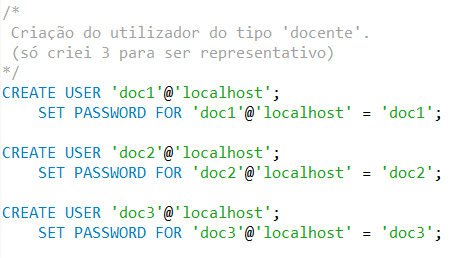 /*
Criação do utilizador do tipo 'docente'.
(só criei 3 para ser representativo)
*/
CREATE USER 'doc1'@'localhost';
SET PASSWORD FOR 'doc1'@'localhost' = 'doc1';
CREATE USER 'doc2'@'localhost';
SET PASSWORD FOR 'doc2'@'localhost' = 'doc2';
CREATE USER 'doc3'@'localhost';
SET PASSWORD FOR 'doc3'@'localhost' = 'doc3';